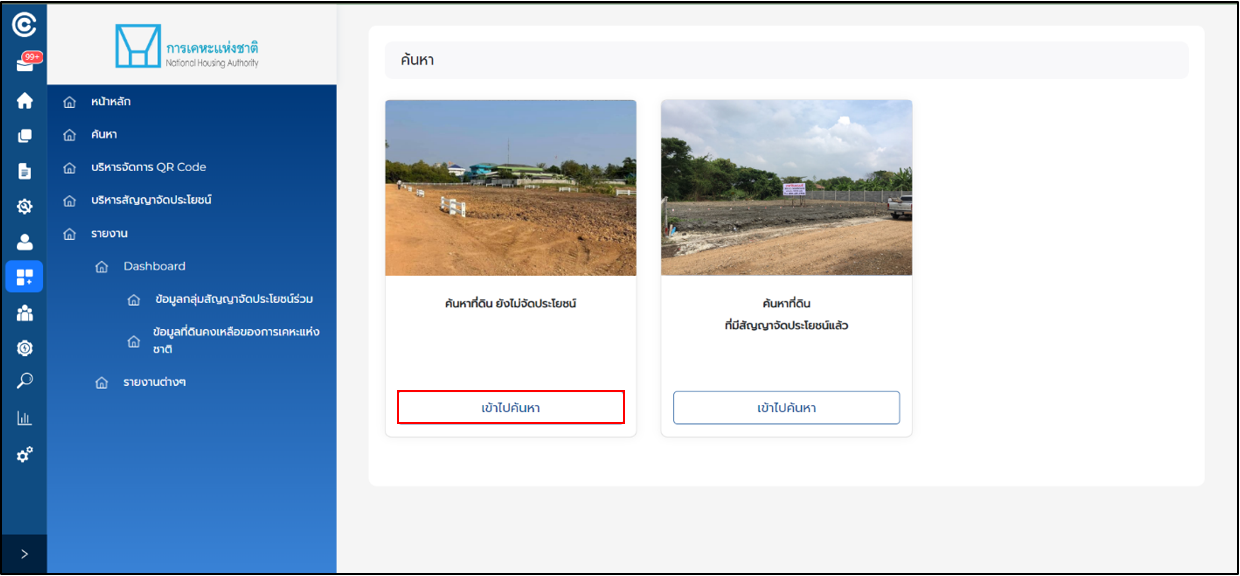 99+
การเคหะแห่งชาติ
National Housing Authority
หน้าหลัก
ค้นหา
บริหารจัดการ QR Code
บริหารสัญญาจัดประโยชน์
รายงาน
Dashboard
ข้อมูลกลุ่มสัญญาจัดประโยชน์ร่วม
ข้อมูลที่ดินคงเหลือของการเคหะแห่ง
ชาติ
รายงานต่างๆ
ค้นหา
ค้นหาที่ดิน ยังไม่จัดประโยชน์
เข้าไปค้นหา
ค้นหาที่ดิน
ที่มีสัญญาจัดประโยชน์แล้ว
เข้าไปค้นหา